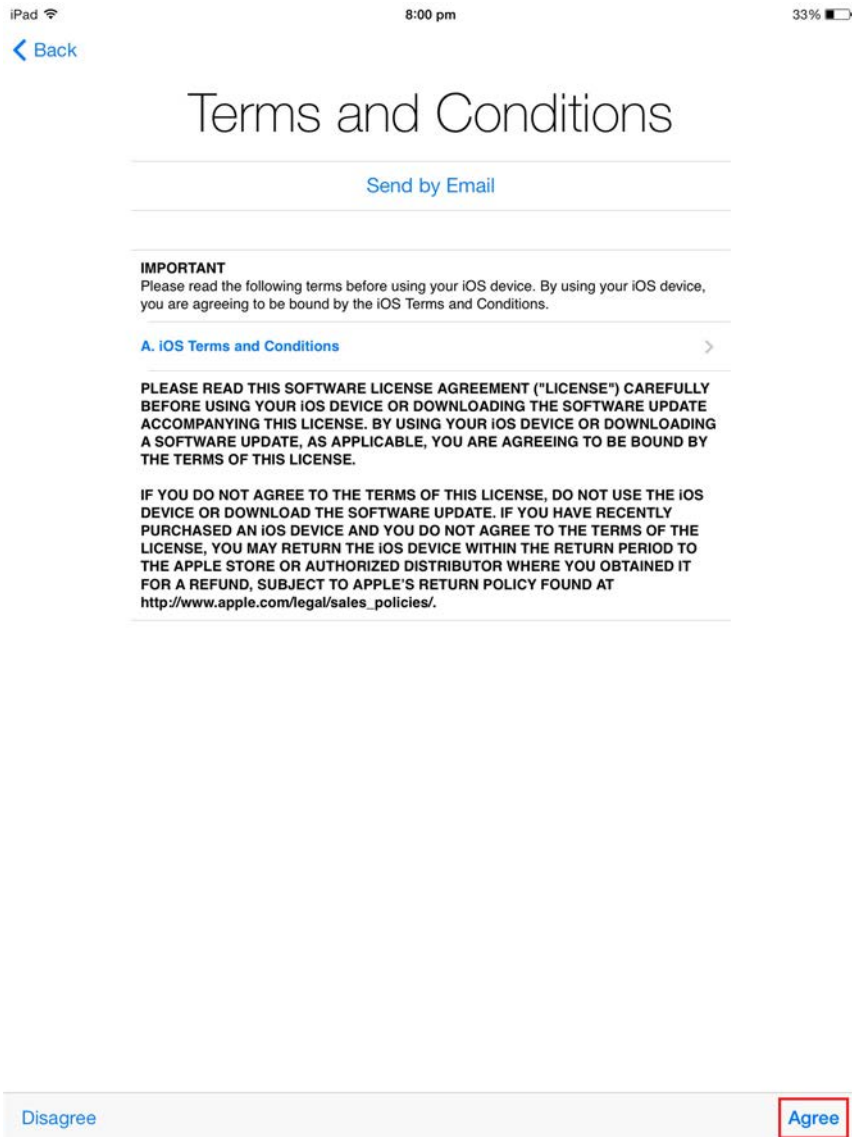 iPad 8:00 pm 33%
Back
Terms and Conditions
Send by Email
IMPORTANT
Please read the following terms before using your iOS device. By using your iOS device,
you are agreeing to be bound by the iOS Terms and Conditions.
A. iOS Terms and Conditions
PLEASE READ THIS SOFTWARE LICENSE AGREEMENT ("LICENSE") CAREFULLY
BEFORE USING YOUR iOS DEVICE OR DOWNLOADING THE SOFTWARE UPDATE
ACCOMPANYING THIS LICENSE. BY USING YOUR iOS DEVICE OR DOWNLOADING
A SOFTWARE UPDATE, AS APPLICABLE, YOU ARE AGREEING TO BE BOUND BY
THE TERMS OF THIS LICENSE.
IF YOU DO NOT AGREE TO THE TERMS OF THIS LICENSE, DO NOT USE THE iOS
DEVICE OR DOWNLOAD THE SOFTWARE UPDATE. IF YOU HAVE RECENTLY
PURCHASED AN iOS DEVICE AND YOU DO NOT AGREE TO THE TERMS OF THE
LICENSE, YOU MAY RETURN THE iOS DEVICE WITHIN THE RETURN PERIOD TO
THE APPLE STORE OR AUTHORIZED DISTRIBUTOR WHERE YOU OBTAINED IT
FOR A REFUND, SUBJECT TO APPLE'S RETURN POLICY FOUND AT
http://www.apple.com/legal/sales_policies/.
Disagree Agree